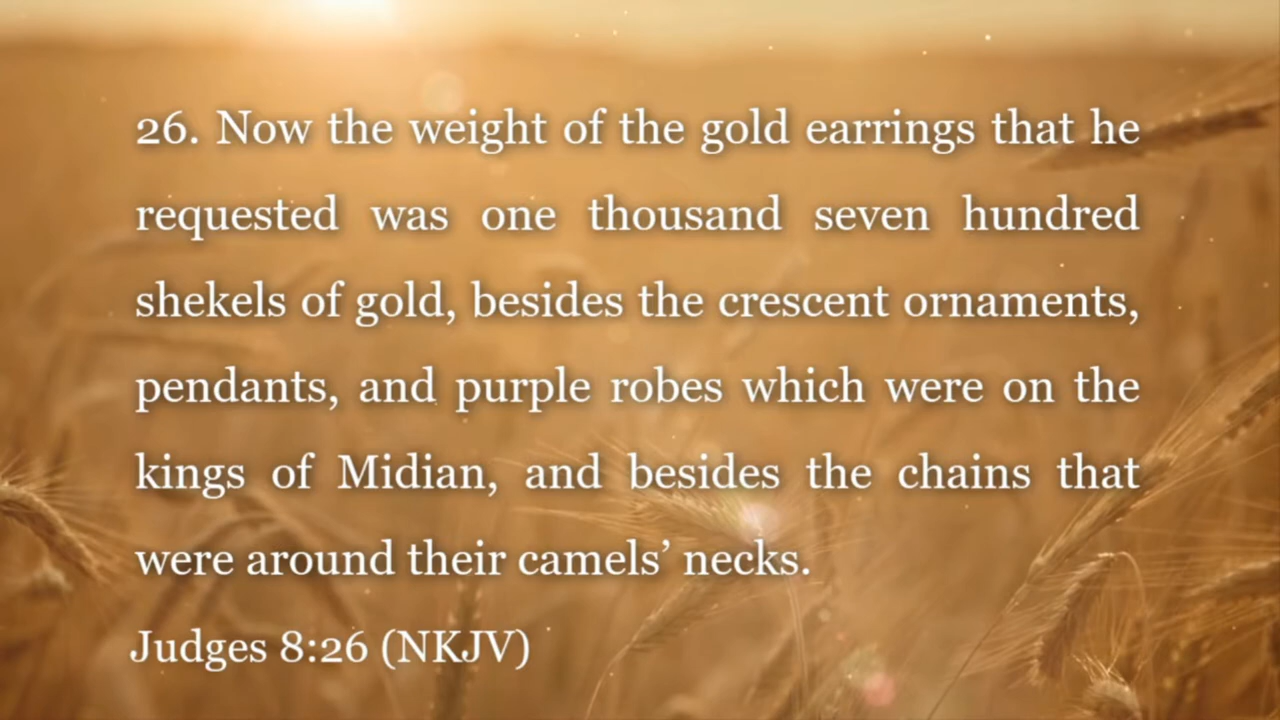 26. Now the weight of the gold earrings that he
requested was one thousand seven hundred
shekels of gold, besides the crescent ornaments,
pendants, and purple robes which were on the
kings of Midian, and besides the chains that
were around their camels’ necks.
Judges 8:26 (NKJV)